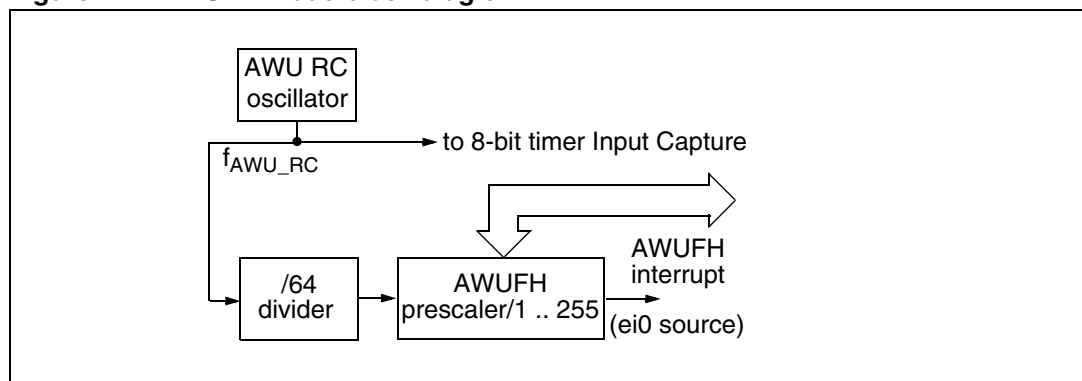 AWU RC
oscillator
to 8-bit timer Input Capture
fAWU_RC
AWUFH
interrupt
/64
divider
AWUFH
prescaler/1 .. 255
(ei0 source)